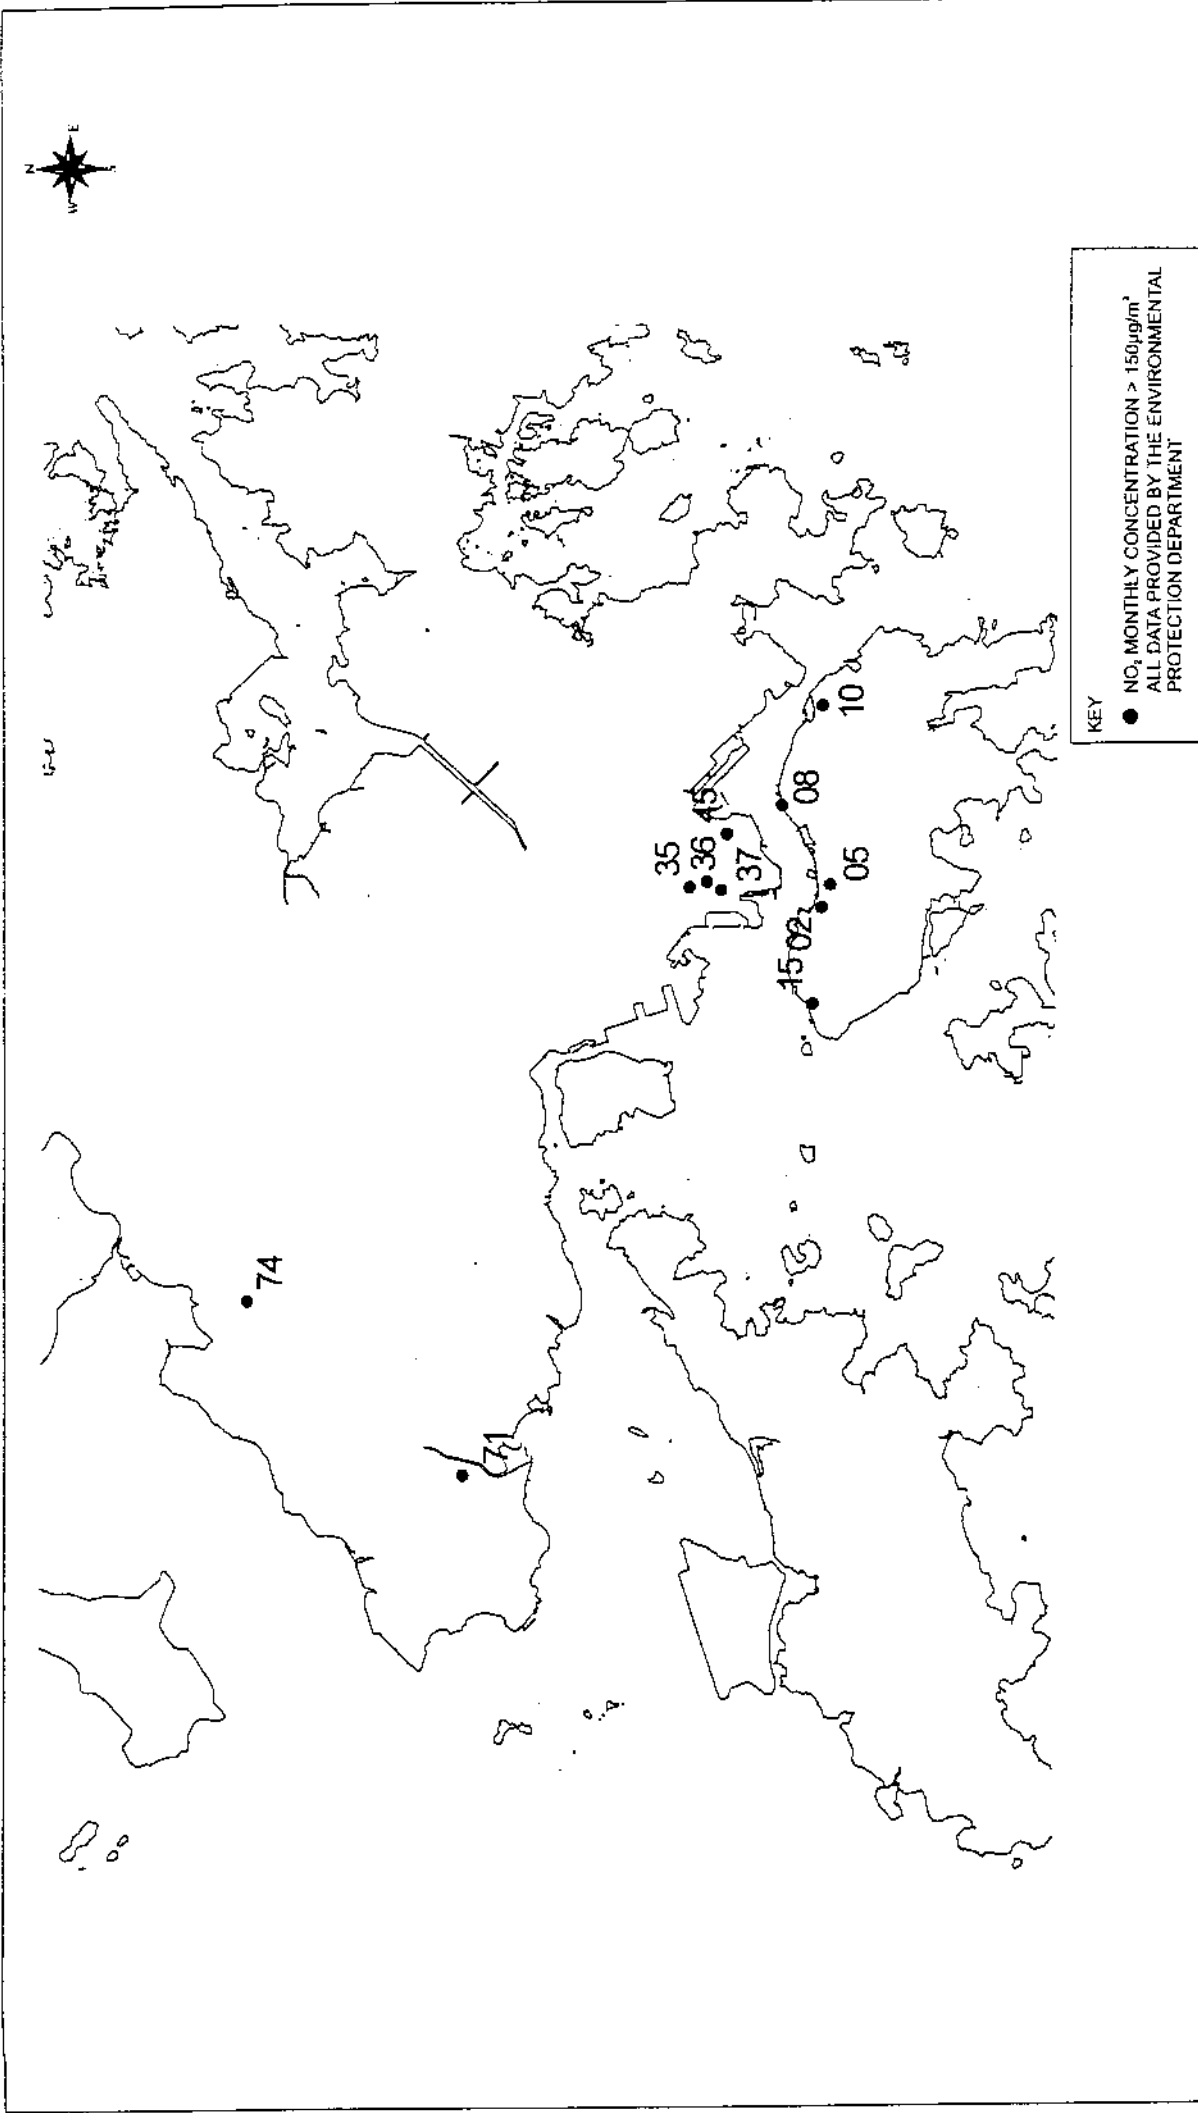 N
W
E
74
71
35
36
45
37
15
02
05
08
10
KEY
NO₂ MONTHLY CONCENTRATION > 150µg/m³
ALL DATA PROVIDED BY THE ENVIRONMENTAL
PROTECTION DEPARTMENT